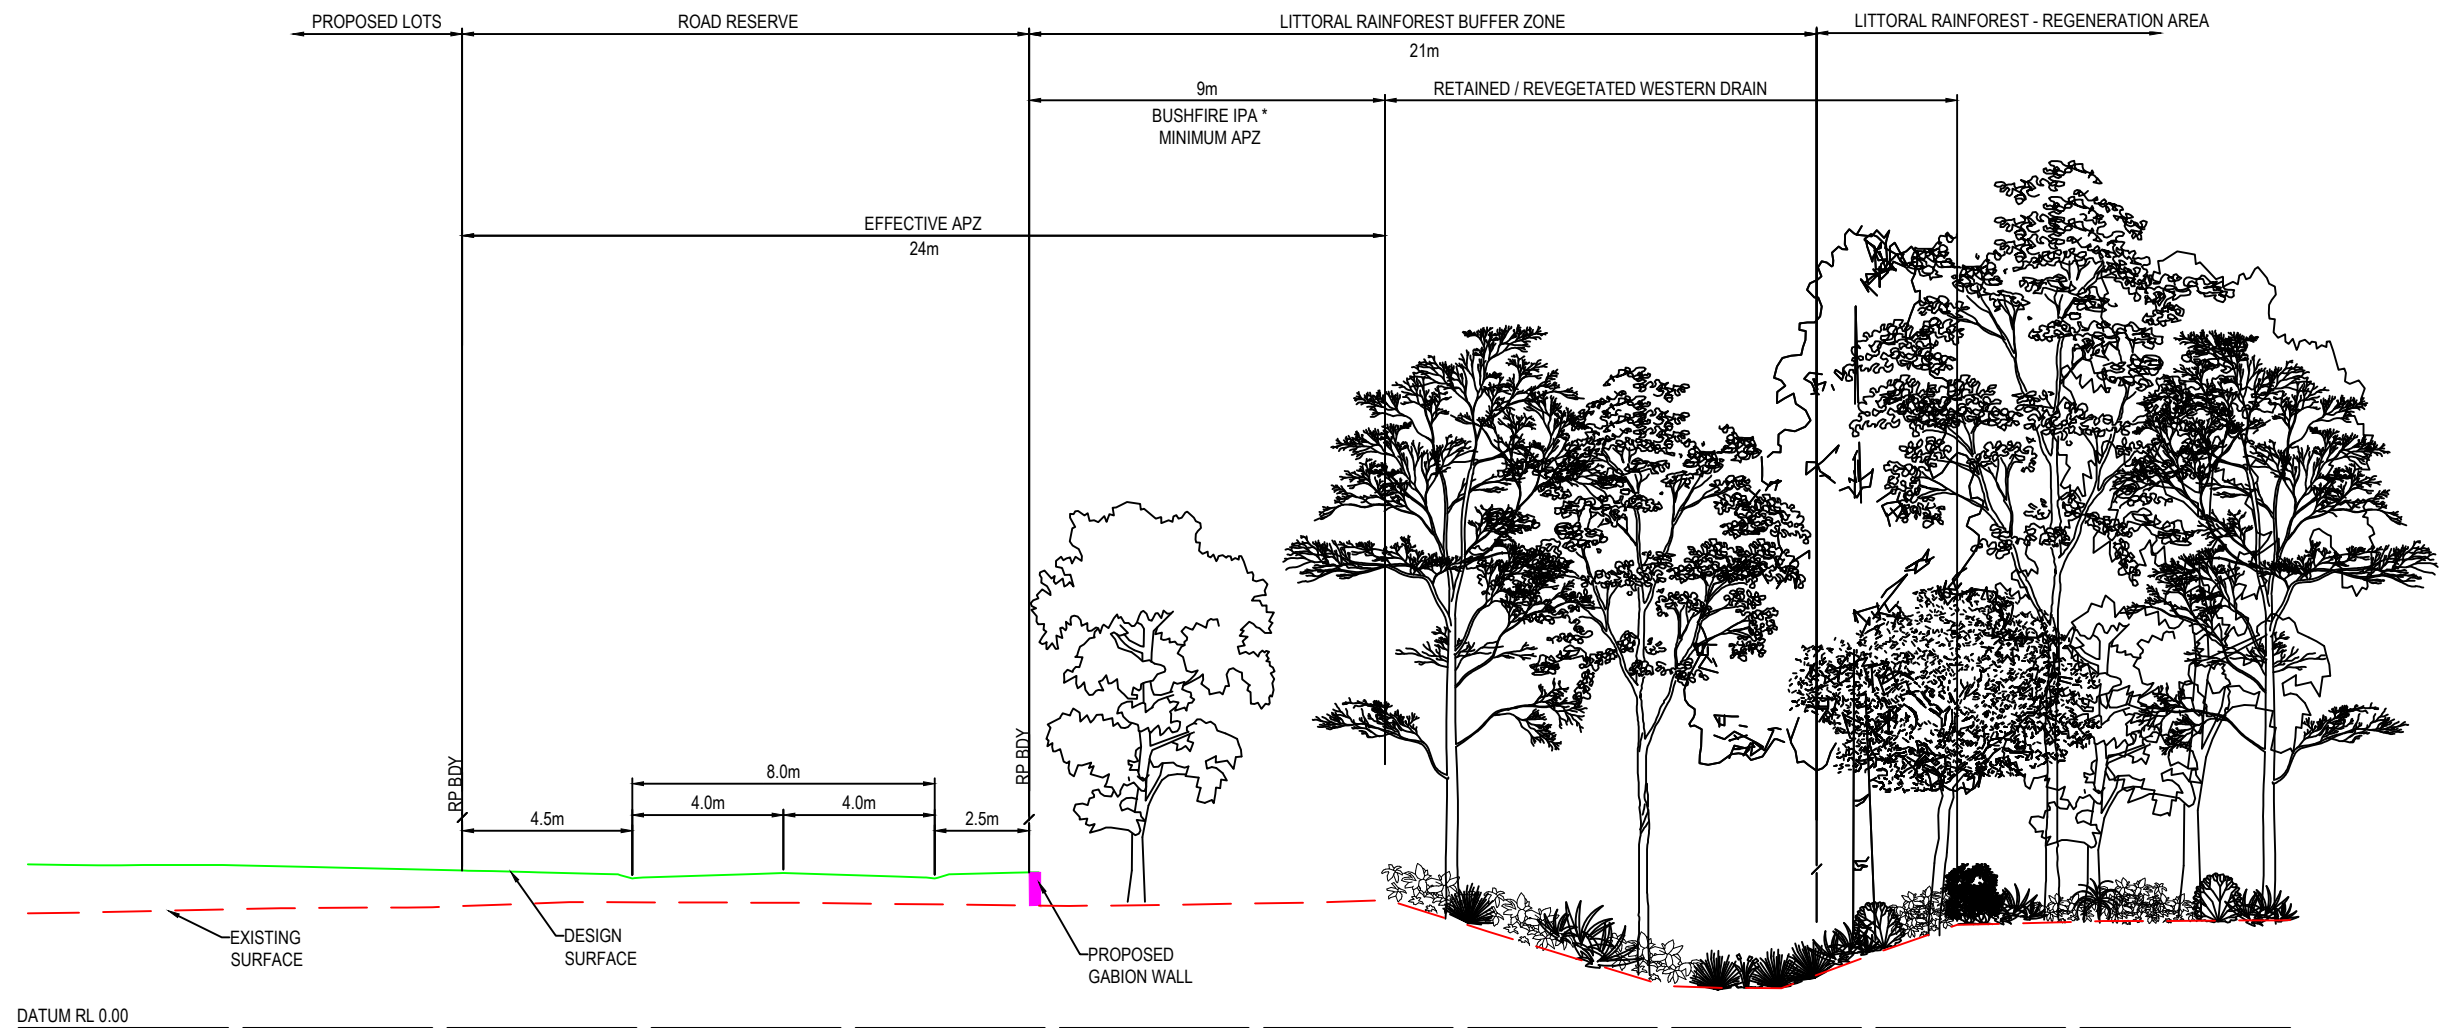 PROPOSED LOTS
ROAD RESERVE
LITTORAL RAINFOREST BUFFER ZONE
LITTORAL RAINFOREST - REGENERATION AREA
21m
9m
RETAINED / REVEGETATED WESTERN DRAIN
BUSHFIRE IPA *
MINIMUM APZ
EFFECTIVE APZ
24m
RP BDY
RP BDY
8.0m
4.0m
4.0m
4.5m
2.5m
EXISTING
SURFACE
DESIGN
SURFACE
PROPOSED
GABION WALL
DATUM RL 0.00